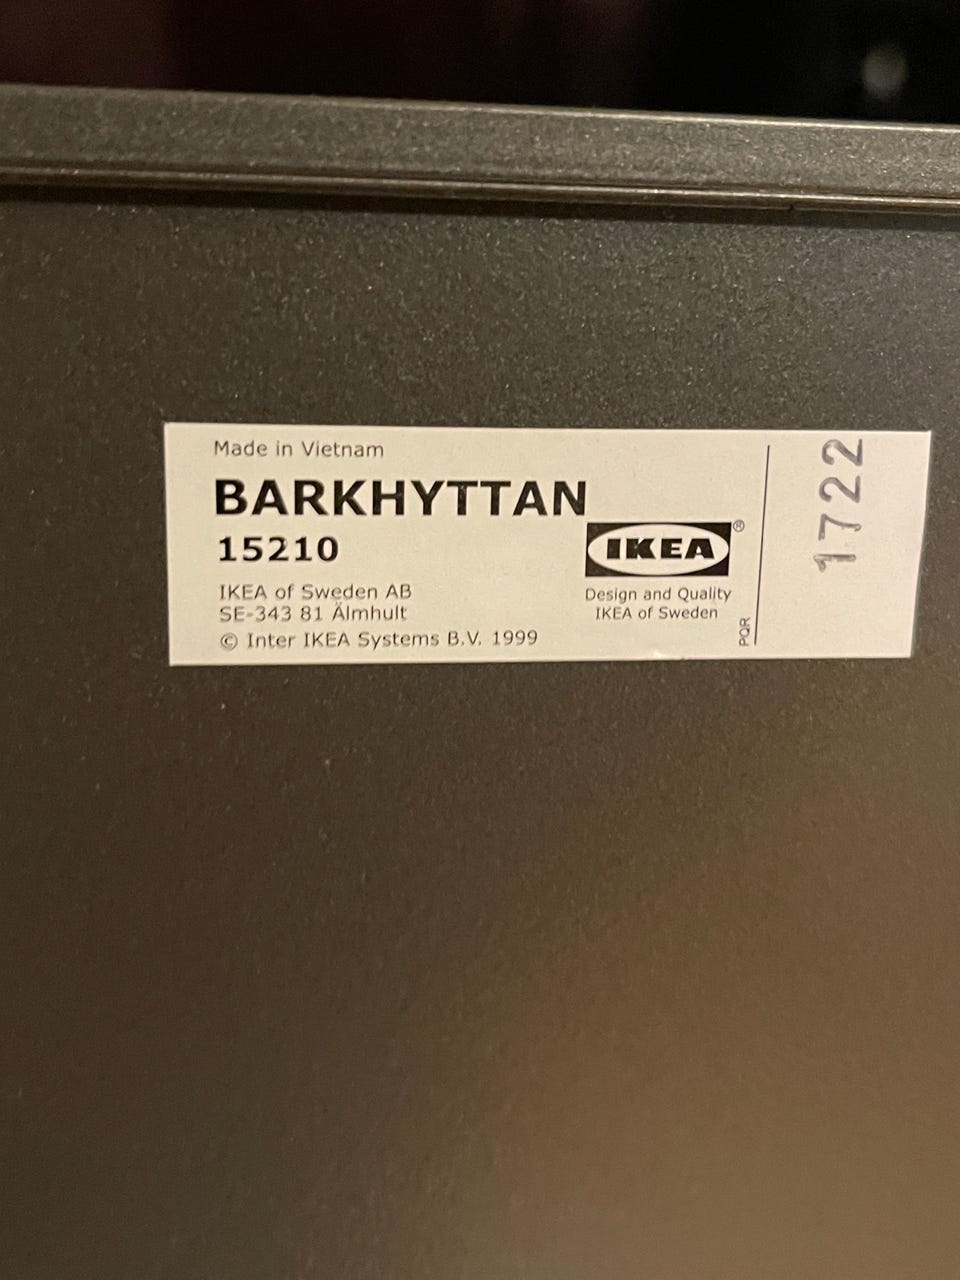 Made in Vietnam
BARKHYTTAN
15210
IKEA of Sweden AB
SE-343 81 Älmhult
© Inter IKEA Systems B.V. 1999
IKEA®
Design and Quality
IKEA of Sweden
PQR
1722